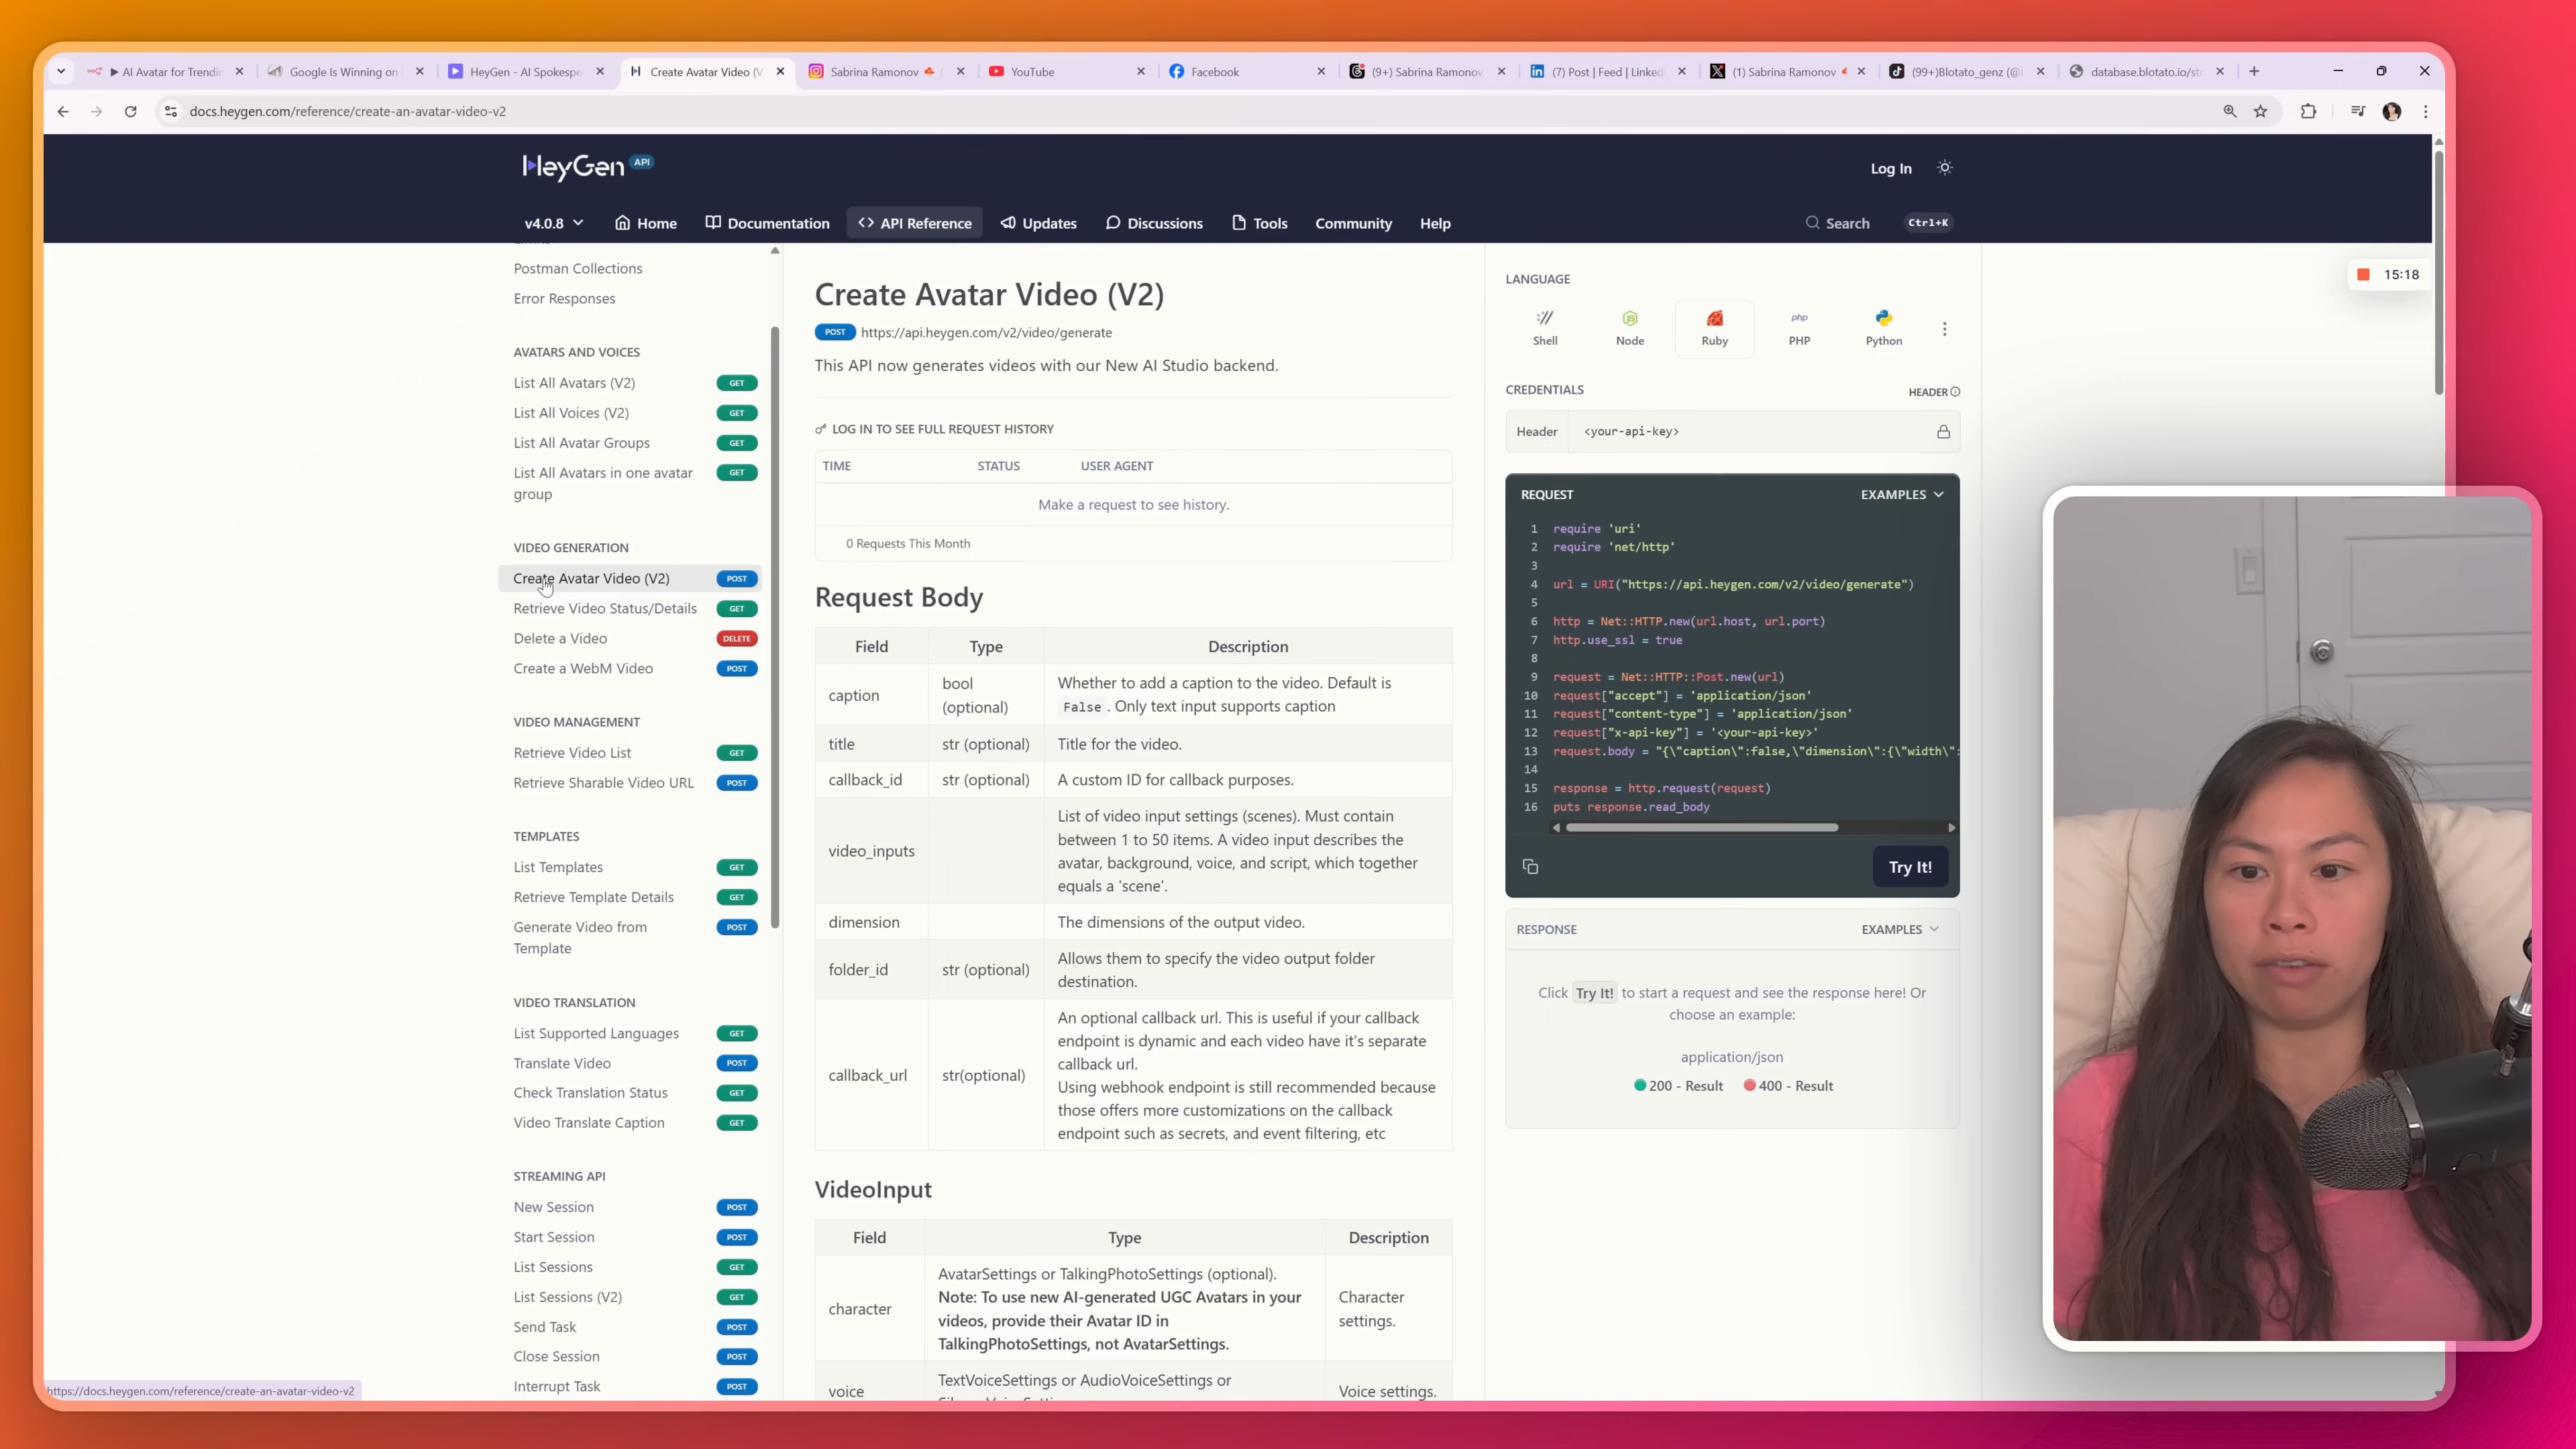 ▶ AI Avatar for Trendin
Google Is Winning on
HeyGen - AI Spokespe
Create Avatar Video (V
Sabrina Ramonov
YouTube
Facebook
(9+) Sabrina Ramonov
(7) Post | Feed | LinkedI
(1) Sabrina Ramonov
(99+)Blotato_genz (@
database.blotato.io/st
docs.heygen.com/reference/create-an-avatar-video-v2
HeyGen API
Log In
v4.0.8
Home
Documentation
API Reference
Updates
Discussions
Tools
Community
Help
Search
Ctrl+K
15:18
Postman Collections
Error Responses
AVATARS AND VOICES
List All Avatars (V2) GET
List All Voices (V2) GET
List All Avatar Groups GET
List All Avatars in one avatar GET
group
VIDEO GENERATION
Create Avatar Video (V2) POST
Retrieve Video Status/Details GET
Delete a Video DELETE
Create a WebM Video POST
VIDEO MANAGEMENT
Retrieve Video List GET
Retrieve Sharable Video URL POST
TEMPLATES
List Templates GET
Retrieve Template Details GET
Generate Video from POST
Template
VIDEO TRANSLATION
List Supported Languages GET
Translate Video POST
Check Translation Status GET
Video Translate Caption GET
STREAMING API
New Session POST
Start Session POST
List Sessions GET
List Sessions (V2) GET
Send Task POST
Close Session POST
Interrupt Task POST
https://docs.heygen.com/reference/create-an-avatar-video-v2
Create Avatar Video (V2)
POST https://api.heygen.com/v2/video/generate
This API now generates videos with our New AI Studio backend.
LOG IN TO SEE FULL REQUEST HISTORY
TIME STATUS USER AGENT
Make a request to see history.
0 Requests This Month
Request Body
Field Type Description
caption
bool
(optional)
Whether to add a caption to the video. Default is
False . Only text input supports caption
title str (optional) Title for the video.
callback_id str (optional) A custom ID for callback purposes.
video_inputs
List of video input settings (scenes). Must contain
between 1 to 50 items. A video input describes the
avatar, background, voice, and script, which together
equals a 'scene'.
dimension The dimensions of the output video.
folder_id str (optional)
Allows them to specify the video output folder
destination.
callback_url str(optional)
An optional callback url. This is useful if your callback
endpoint is dynamic and each video have it's separate
callback url.
Using webhook endpoint is still recommended because
those offers more customizations on the callback
endpoint such as secrets, and event filtering, etc
VideoInput
Field Type Description
character
AvatarSettings or TalkingPhotoSettings (optional).
Note: To use new AI-generated UGC Avatars in your
videos, provide their Avatar ID in
TalkingPhotoSettings, not AvatarSettings.
Character
settings.
voice
TextVoiceSettings or AudioVoiceSettings or
Voice settings.
LANGUAGE
Shell
Node
Ruby
php
PHP
Python
CREDENTIALS HEADER
Header <your-api-key>
REQUEST EXAMPLES
1 require 'uri'
2 require 'net/http'
3
4 url = URI("https://api.heygen.com/v2/video/generate")
5
6 http = Net::HTTP.new(url.host, url.port)
7 http.use_ssl = true
8
9 request = Net::HTTP::Post.new(url)
10 request["accept"] = 'application/json'
11 request["content-type"] = 'application/json'
12 request["x-api-key"] = '<your-api-key>'
13 request.body = "{\"caption\":false,\"dimension\":{\"width\":
14
15 response = http.request(request)
16 puts response.read_body
Try It!
RESPONSE EXAMPLES
Click Try It! to start a request and see the response here! Or
choose an example:
application/json
200 - Result 400 - Result